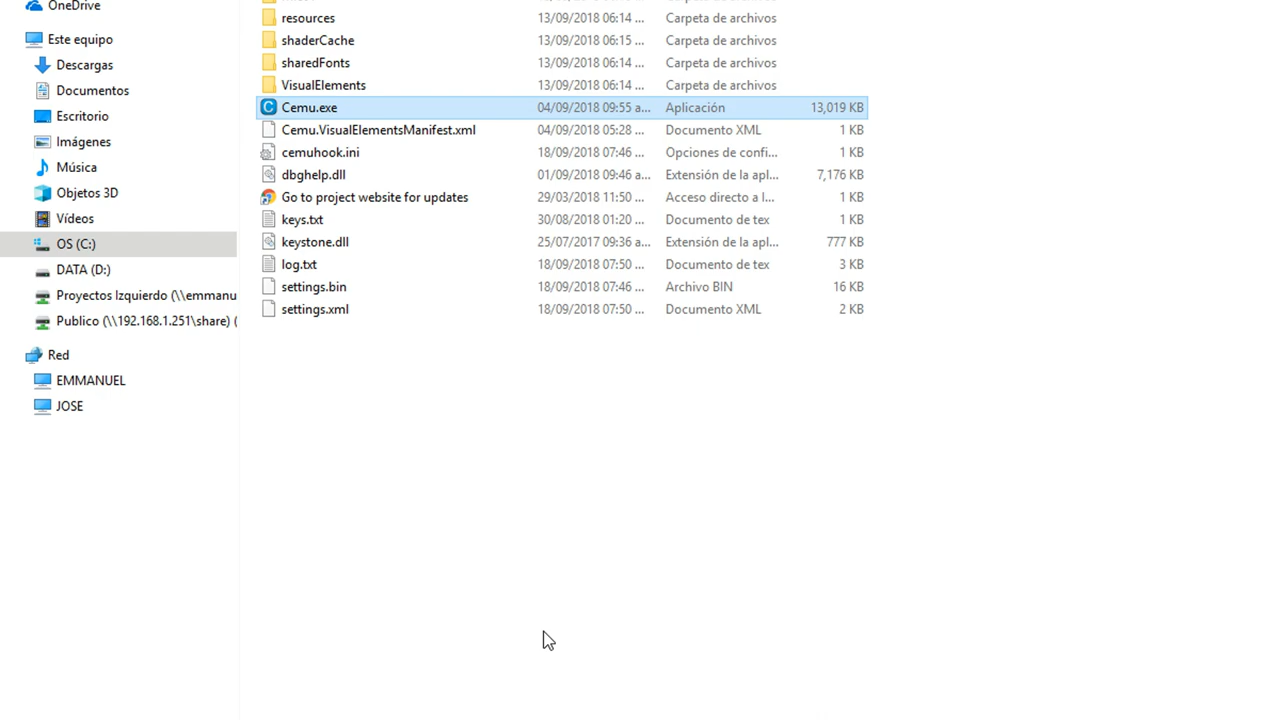 OneDrive
Este equipo
Descargas
Documentos
Escritorio
Imágenes
Música
Objetos 3D
Vídeos
OS (C:)
DATA (D:)
Proyectos Izquierdo (\\emmanu
Publico (\\192.168.1.251\share) (
Red
EMMANUEL
JOSE
resources 13/09/2018 06:14 ... Carpeta de archivos
shaderCache 13/09/2018 06:15 ... Carpeta de archivos
sharedFonts 13/09/2018 06:14 ... Carpeta de archivos
VisualElements 13/09/2018 06:14 ... Carpeta de archivos
Cemu.exe 04/09/2018 09:55 a... Aplicación 13,019 KB
Cemu.VisualElementsManifest.xml 04/09/2018 05:28 ... Documento XML 1 KB
cemuhook.ini 18/09/2018 07:46 ... Opciones de confi... 1 KB
dbghelp.dll 01/09/2018 09:46 a... Extensión de la apl... 7,176 KB
Go to project website for updates 29/03/2018 11:50 ... Acceso directo a l... 1 KB
keys.txt 30/08/2018 01:20 ... Documento de tex 1 KB
keystone.dll 25/07/2017 09:36 a... Extensión de la apl... 777 KB
log.txt 18/09/2018 07:50 ... Documento de tex 3 KB
settings.bin 18/09/2018 07:46 ... Archivo BIN 16 KB
settings.xml 18/09/2018 07:50 ... Documento XML 2 KB